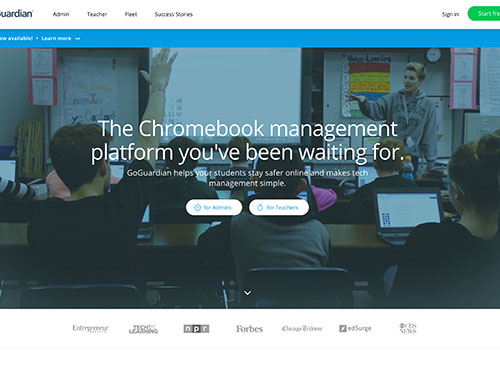 Guardian
Admin
Teacher
Fleet
Success Stories
Sign in
Start fre
ow available! • Learn more →
The Chromebook management
platform you've been waiting for.
GoGuardian helps your students stay safer online and makes tech
management simple.
for Admins
for Teachers
Entrepreneur
TECH&
LEARNING
npr
Forbes
Chicago Tribune
edSurge
CBS
NEWS